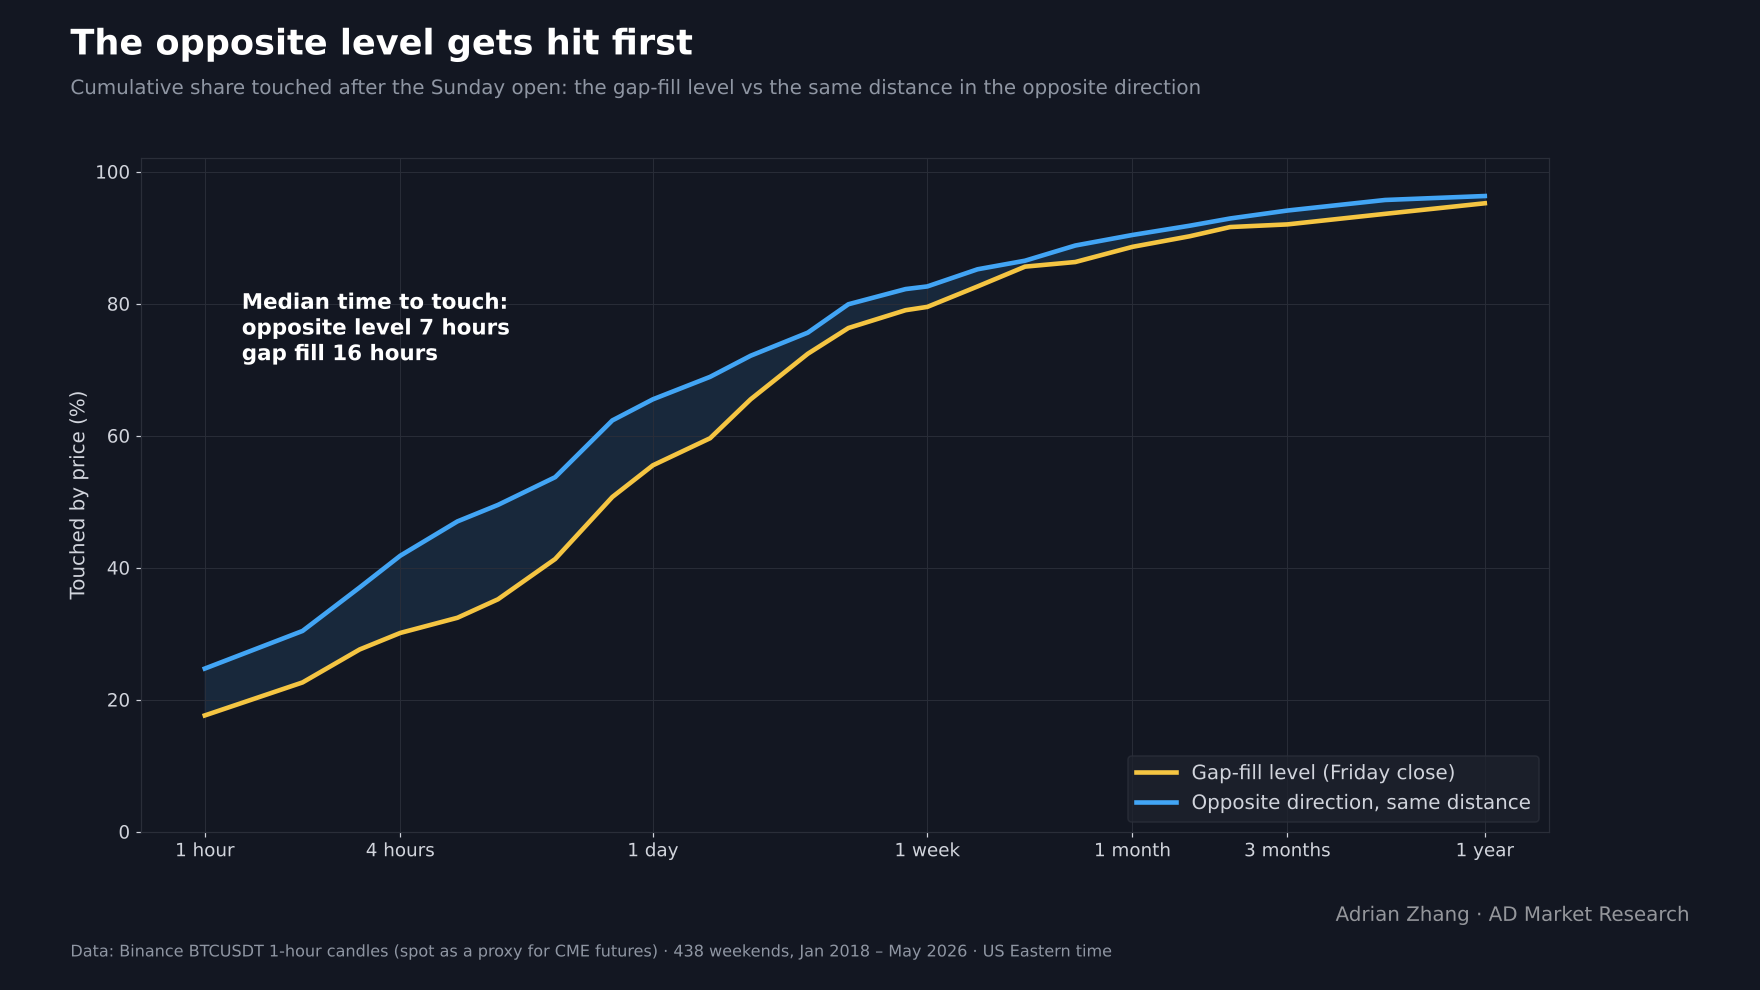 The opposite level gets hit first
Cumulative share touched after the Sunday open: the gap-fill level vs the same distance in the opposite direction
Touched by price (%)
100
80
60
40
20
0
Median time to touch:
opposite level 7 hours
gap fill 16 hours
Gap-fill level (Friday close)
Opposite direction, same distance
1 hour
4 hours
1 day
1 week
1 month
3 months
1 year
Adrian Zhang · AD Market Research
Data: Binance BTCUSDT 1-hour candles (spot as a proxy for CME futures) · 438 weekends, Jan 2018 – May 2026 · US Eastern time